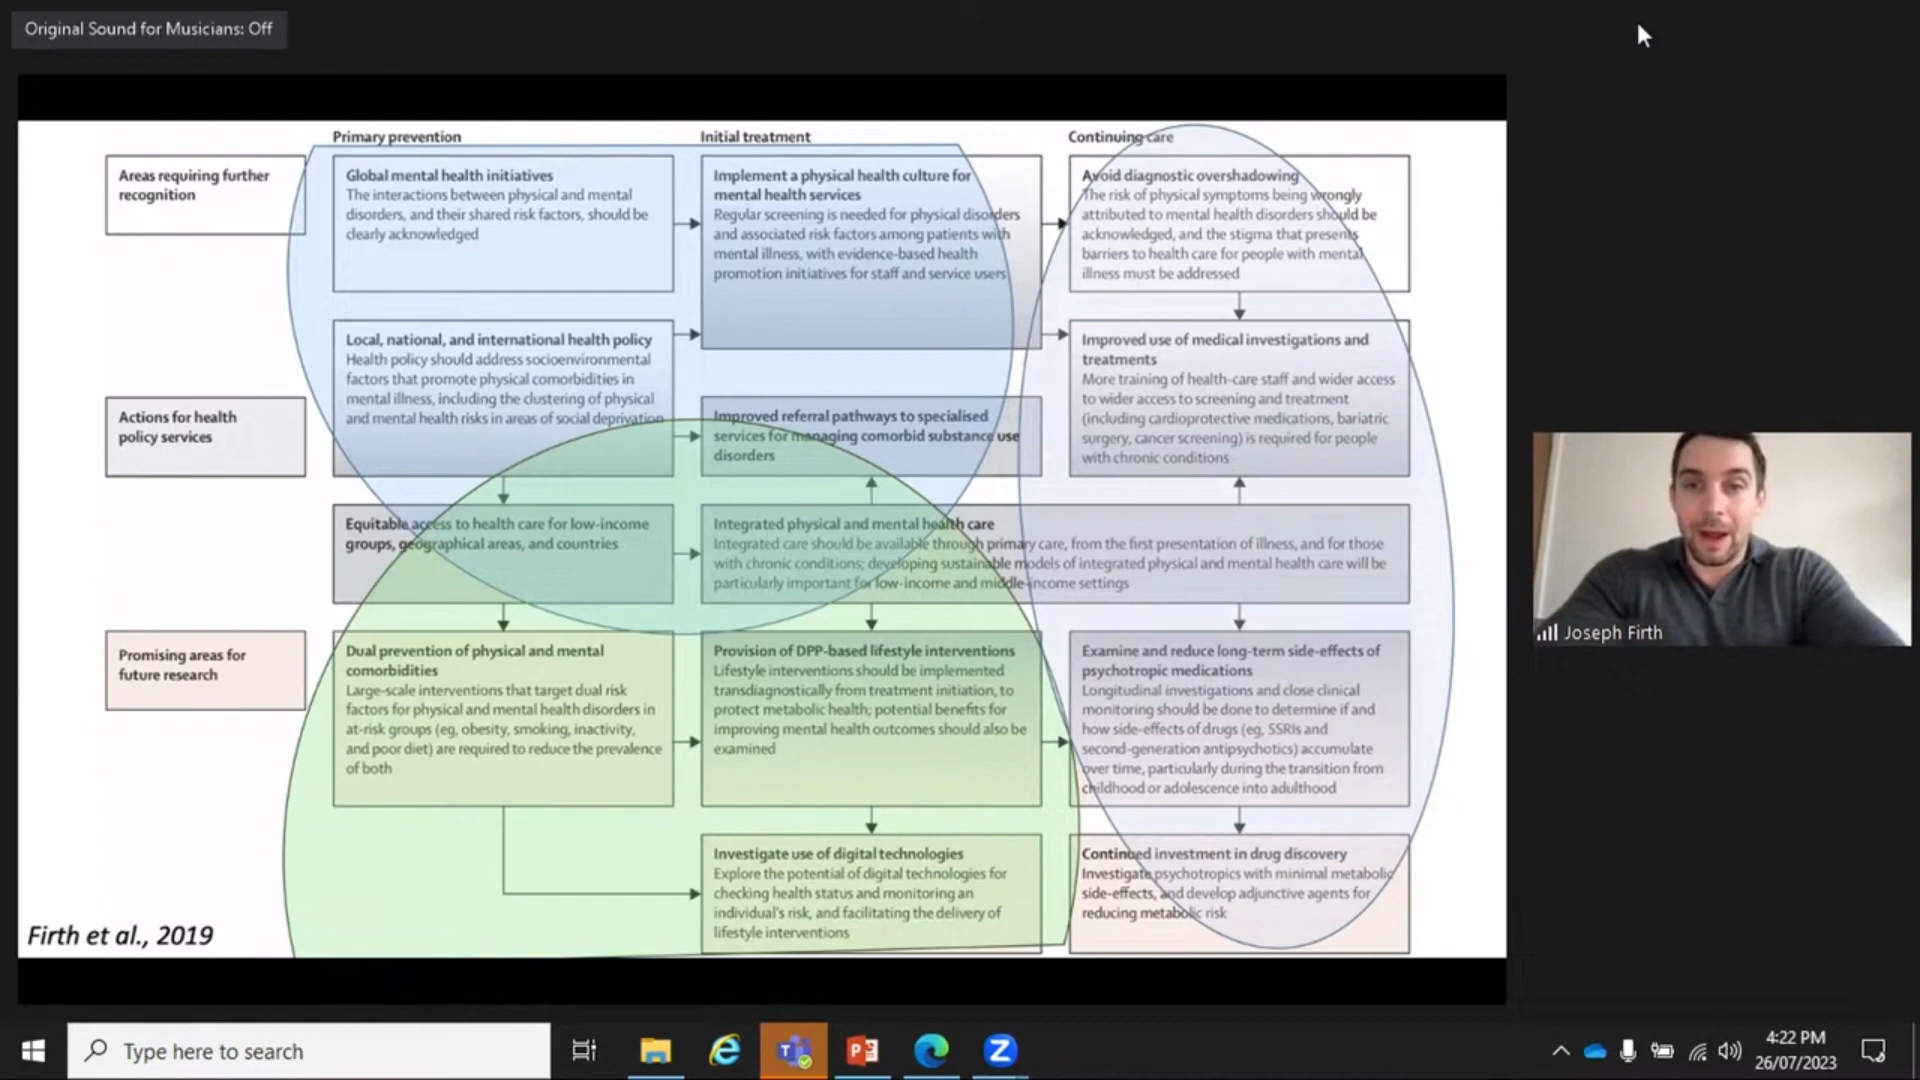 Original Sound for Musicians: Off
Primary prevention
Initial treatment
Continuing care
Areas requiring further
recognition
Global mental health initiatives
The interactions between physical and mental
disorders, and their shared risk factors, should be
clearly acknowledged
Implement a physical health culture for
mental health services
Regular screening is needed for physical disorders
and associated risk factors among patients with
mental illness, with evidence-based health
promotion initiatives for staff and service users
Avoid diagnostic overshadowing
The risk of physical symptoms being wrongly
attributed to mental health disorders should be
acknowledged, and the stigma that presents
barriers to health care for people with mental
illness must be addressed
Local, national, and international health policy
Health policy should address socioenvironmental
factors that promote physical comorbidities in
mental illness, including the clustering of physical
and mental health risks in areas of social deprivation
Improved use of medical investigations and
treatments
More training of health-care staff and wider access
to wider access to screening and treatment
(including cardioprotective medications, bariatric
surgery, cancer screening) is required for people
with chronic conditions
Actions for health
policy services
Improved referral pathways to specialised
services for managing comorbid substance use
disorders
Equitable access to health care for low-income
groups, geographical areas, and countries
Integrated physical and mental health care
Integrated care should be available through primary care, from the first presentation of illness, and for those
with chronic conditions; developing sustainable models of integrated physical and mental health care will be
particularly important for low-income and middle-income settings
Promising areas for
future research
Dual prevention of physical and mental
comorbidities
Large-scale interventions that target dual risk
factors for physical and mental health disorders in
at-risk groups (eg, obesity, smoking, inactivity,
and poor diet) are required to reduce the prevalence
of both
Provision of DPP-based lifestyle interventions
Lifestyle interventions should be implemented
transdiagnostically from treatment initiation, to
protect metabolic health; potential benefits for
improving mental health outcomes should also be
examined
Examine and reduce long-term side-effects of
psychotropic medications
Longitudinal investigations and close clinical
monitoring should be done to determine if and
how side-effects of drugs (eg, SSRIs and
second-generation antipsychotics) accumulate
over time, particularly during the transition from
childhood or adolescence into adulthood
Investigate use of digital technologies
Explore the potential of digital technologies for
checking health status and monitoring an
individual's risk, and facilitating the delivery of
lifestyle interventions
Continued investment in drug discovery
Investigate psychotropics with minimal metabolic
side-effects, and develop adjunctive agents for
reducing metabolic risk
Firth et al., 2019
Joseph Firth
Type here to search
4:22 PM
26/07/2023